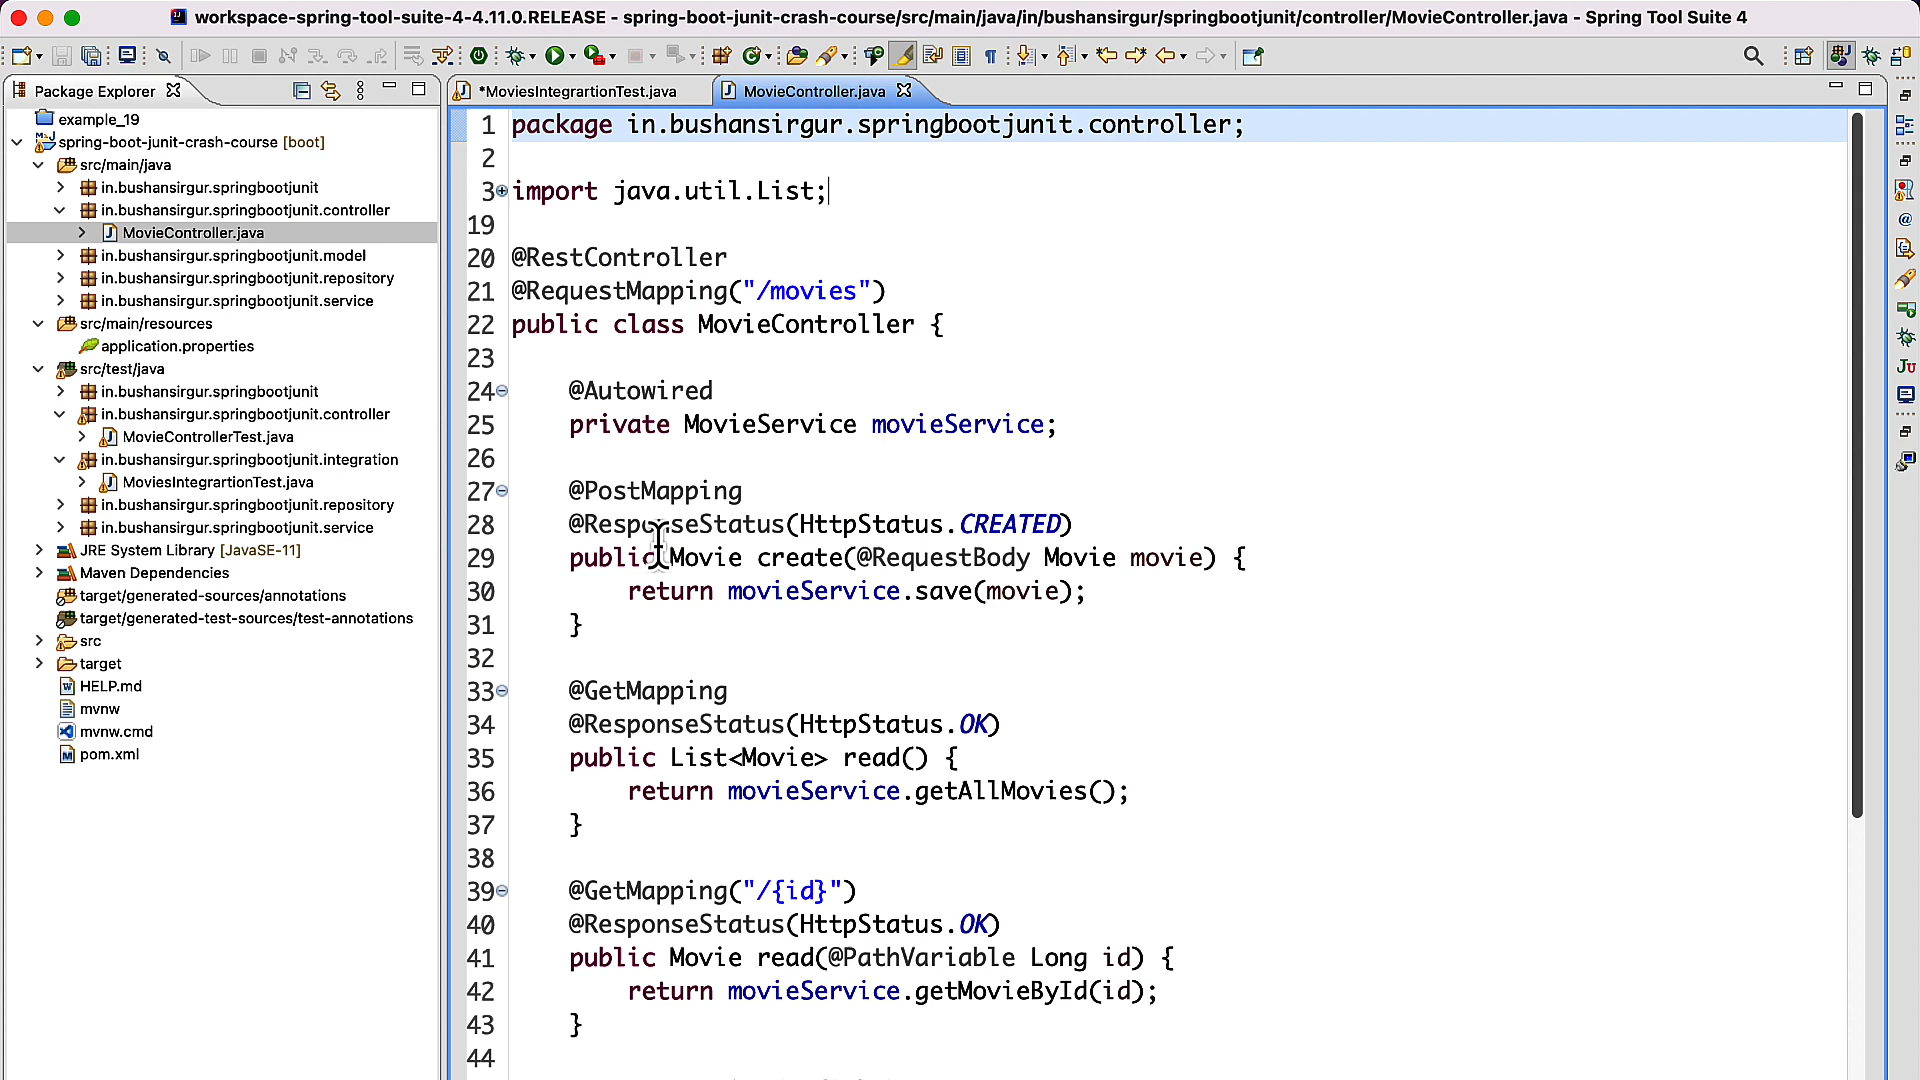 workspace-spring-tool-suite-4-4.11.0.RELEASE - spring-boot-junit-crash-course/src/main/java/in/bushansirgur/springbootjunit/controller/MovieController.java - Spring Tool Suite 4
Package Explorer
example_19
spring-boot-junit-crash-course [boot]
src/main/java
in.bushansirgur.springbootjunit
in.bushansirgur.springbootjunit.controller
MovieController.java
in.bushansirgur.springbootjunit.model
in.bushansirgur.springbootjunit.repository
in.bushansirgur.springbootjunit.service
src/main/resources
application.properties
src/test/java
in.bushansirgur.springbootjunit
in.bushansirgur.springbootjunit.controller
MovieControllerTest.java
in.bushansirgur.springbootjunit.integration
MoviesIntegrartionTest.java
in.bushansirgur.springbootjunit.repository
in.bushansirgur.springbootjunit.service
JRE System Library [JavaSE-11]
Maven Dependencies
target/generated-sources/annotations
target/generated-test-sources/test-annotations
src
target
HELP.md
mvnw
mvnw.cmd
pom.xml
*MoviesIntegrartionTest.java
MovieController.java
1 package in.bushansirgur.springbootjunit.controller;
2
3 import java.util.List;
19
20 @RestController
21 @RequestMapping("/movies")
22 public class MovieController {
23
24 @Autowired
25 private MovieService movieService;
26
27 @PostMapping
28 @ResponseStatus(HttpStatus.CREATED)
29 public Movie create(@RequestBody Movie movie) {
30 return movieService.save(movie);
31 }
32
33 @GetMapping
34 @ResponseStatus(HttpStatus.OK)
35 public List<Movie> read() {
36 return movieService.getAllMovies();
37 }
38
39 @GetMapping("/{id}")
40 @ResponseStatus(HttpStatus.OK)
41 public Movie read(@PathVariable Long id) {
42 return movieService.getMovieById(id);
43 }
44